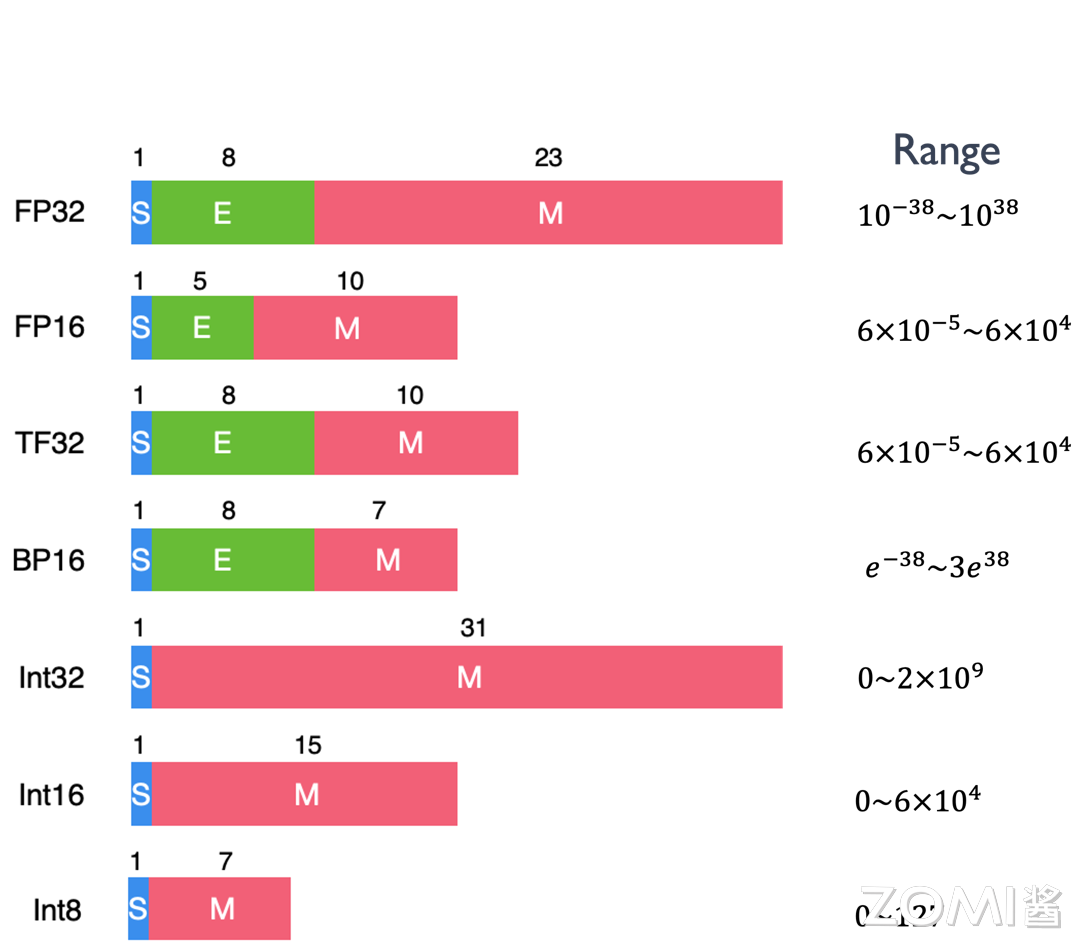 Range
1 8 23
FP32 S E M 10⁻³⁸~10³⁸
1 5 10
FP16 S E M 6×10⁻⁵~6×10⁴
1 8 10
TF32 S E M 6×10⁻⁵~6×10⁴
1 8 7
BP16 S E M e⁻³⁸~3e³⁸
1 31
Int32 S M 0~2×10⁹
1 15
Int16 S M 0~6×10⁴
1 7
Int8 S M 0~127
ZOMI酱